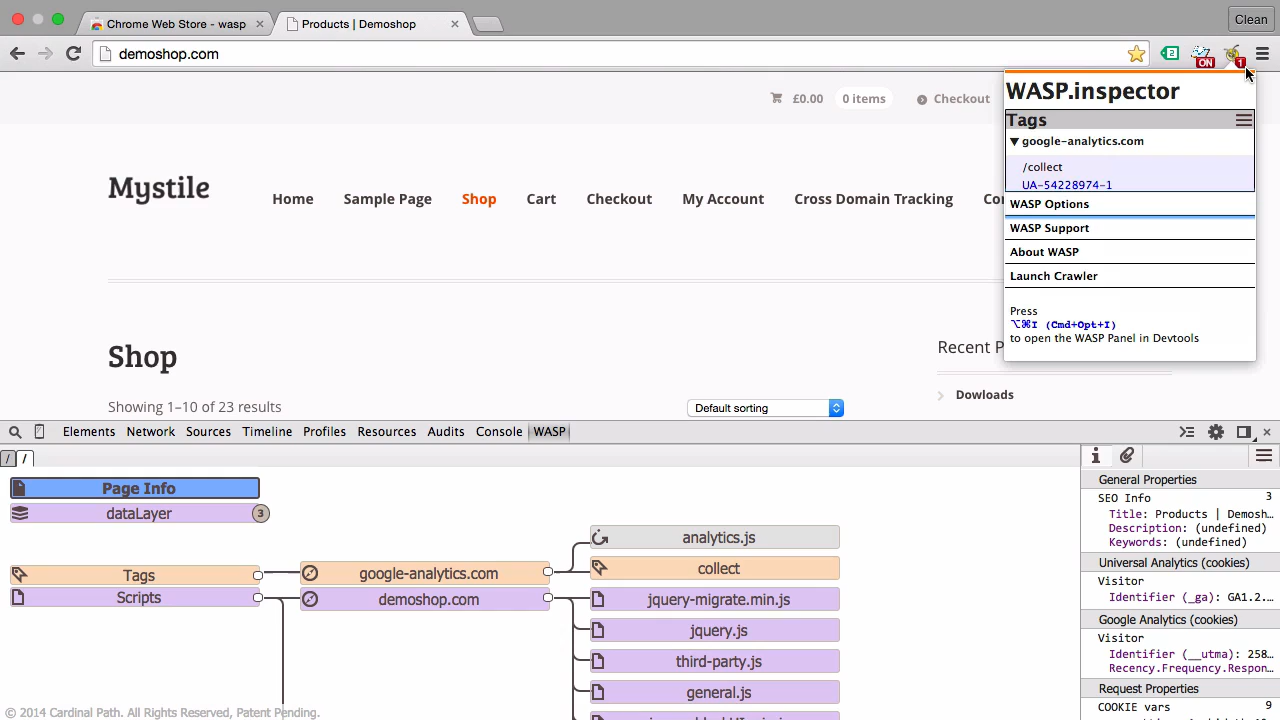 Chrome Web Store - wasp
Products | Demoshop
Clean
demoshop.com
2
ON
1
£0.00
0 items
Checkout
WASP.inspector
Tags
google-analytics.com
/collect
UA-54228974-1
WASP Options
WASP Support
About WASP
Launch Crawler
Press
⌥⌘I (Cmd+Opt+I)
to open the WASP Panel in Devtools
Mystile
Home
Sample Page
Shop
Cart
Checkout
My Account
Cross Domain Tracking
Co
Shop
Recent P
Showing 1–10 of 23 results
Default sorting
Dowloads
Elements
Network
Sources
Timeline
Profiles
Resources
Audits
Console
WASP
/
/
Page Info
dataLayer
3
Tags
Scripts
google-analytics.com
demoshop.com
analytics.js
collect
jquery-migrate.min.js
jquery.js
third-party.js
general.js
General Properties
SEO Info 3
Title: Products | Demosh…
Description: (undefined)
Keywords: (undefined)
Universal Analytics (cookies)
Visitor
Identifier (_ga): GA1.2.…
Google Analytics (cookies)
Visitor
Identifier (__utma): 258…
Recency.Frequency.Respon…
Request Properties
COOKIE vars 9
© 2014 Cardinal Path. All Rights Reserved, Patent Pending.